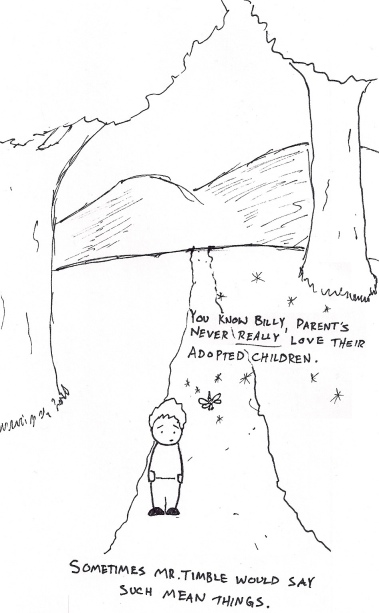 YOU KNOW BILLY, PARENT'S
NEVER REALLY LOVE THEIR
ADOPTED CHILDREN.
SOMETIMES MR. TIMBLE WOULD SAY
SUCH MEAN THINGS.